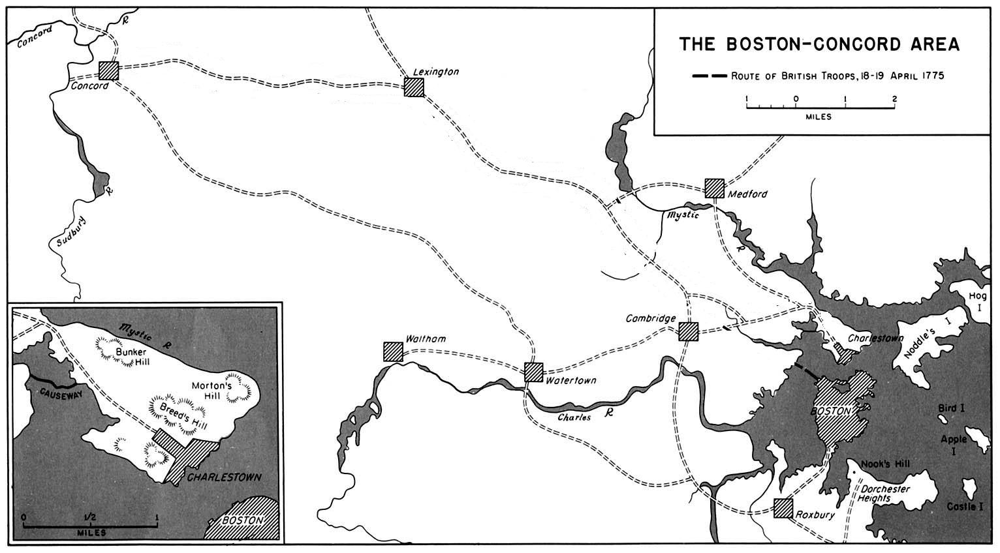 THE BOSTON-CONCORD AREA
ROUTE OF BRITISH TROOPS, 18-19 APRIL 1775
1 0 1 2
MILES
Concord R
Concord
Lexington
Sudbury R
Medford
Mystic R
Hog
I
Noddle's I
Cambridge
Charlestown
Waltham
Watertown
Charles R
BOSTON
Bird I
Apple
I
Nook's Hill
Dorchester
Heights
Castle I
Roxbury
Mystic R
Bunker
Hill
Morton's
Hill
CAUSEWAY
Breed's Hill
CHARLESTOWN
0 1/2 1
MILES
BOSTON